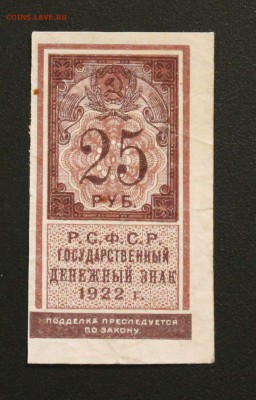 COINS.LAVE.RU
25
РУБ.
Р.С.Ф.С.Р.
ГОСУДАРСТВЕННЫЙ
ДЕНЕЖНЫЙ ЗНАК
1922 г.
ПОДДЕЛКА ПРЕСЛЕДУЕТСЯ
ПО ЗАКОНУ.